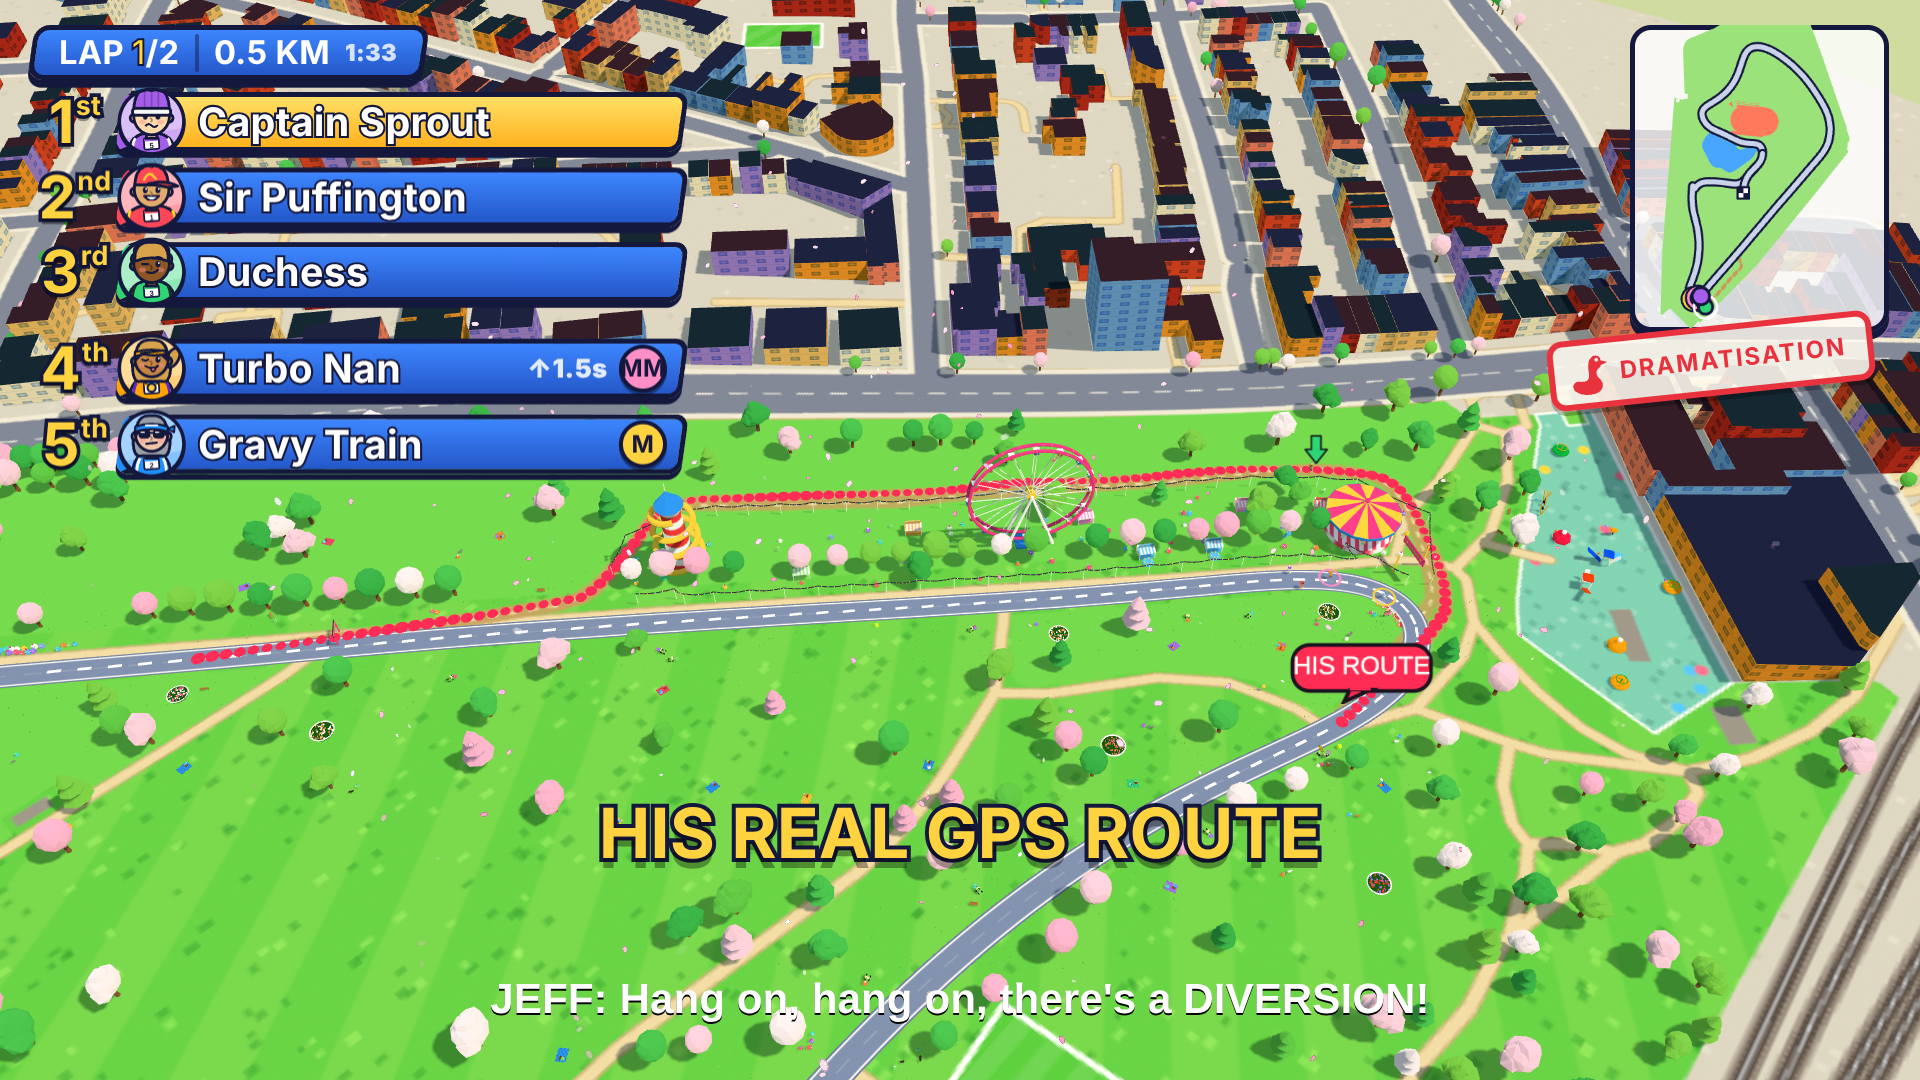 LAP 1/2 0.5 KM 1:33
1st Captain Sprout
2nd Sir Puffington
3rd Duchess
4th Turbo Nan ↑1.5s MM
5th Gravy Train M
DRAMATISATION
HIS ROUTE
HIS REAL GPS ROUTE
JEFF: Hang on, hang on, there's a DIVERSION!